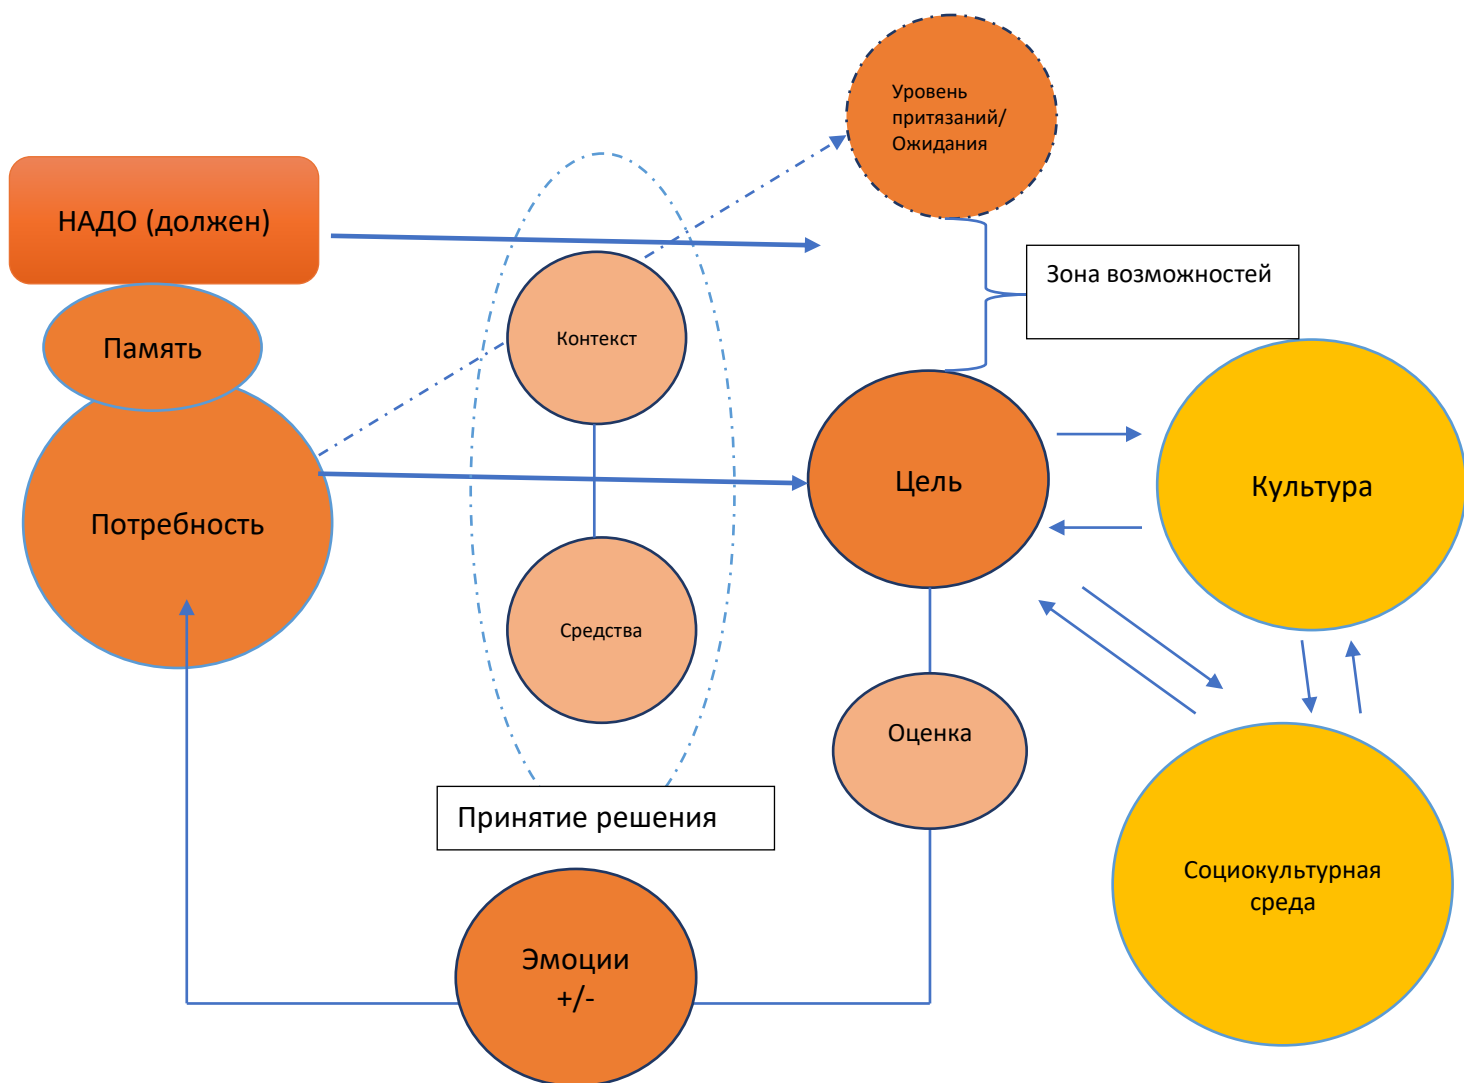 Уровень
притязаний/
Ожидания
НАДО (должен)
Зона возможностей
Память
Контекст
Потребность
Цель
Культура
Средства
Оценка
Принятие решения
Социокультурная
среда
Эмоции
+/-